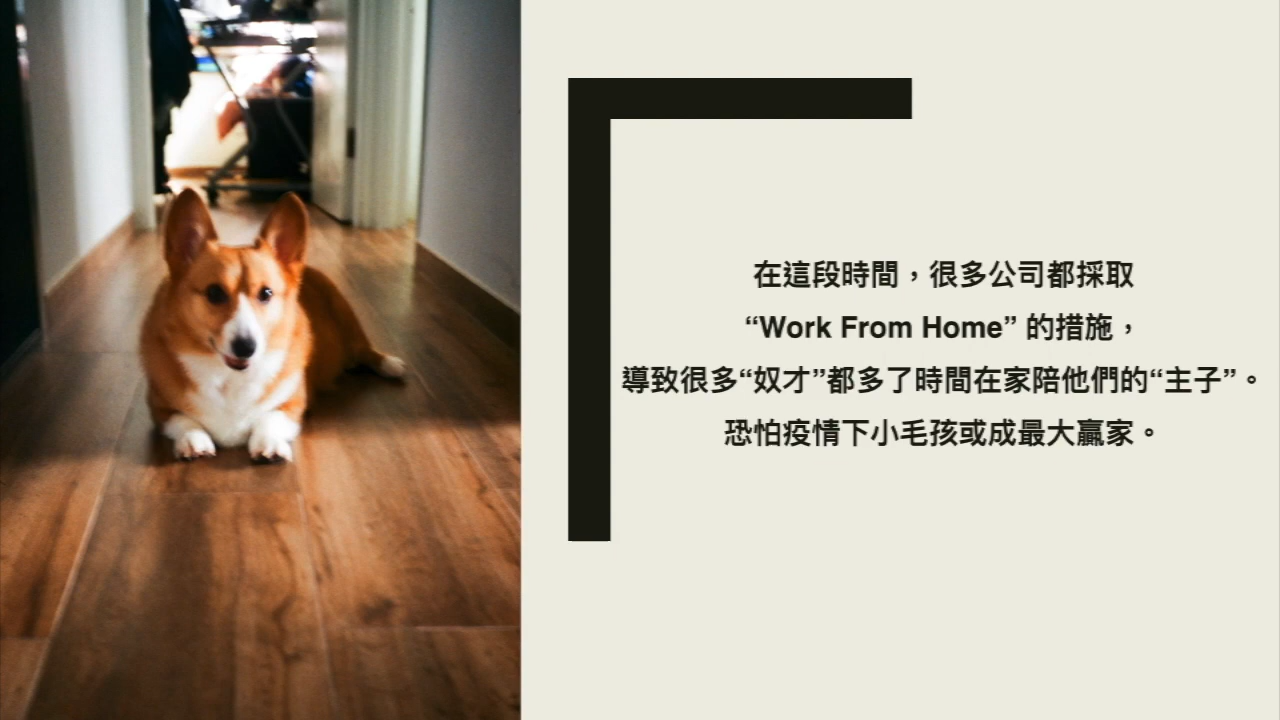 在這段時間，很多公司都採取
“Work From Home” 的措施，
導致很多“奴才”都多了時間在家陪他們的“主子”。
恐怕疫情下小毛孩或成最大贏家。